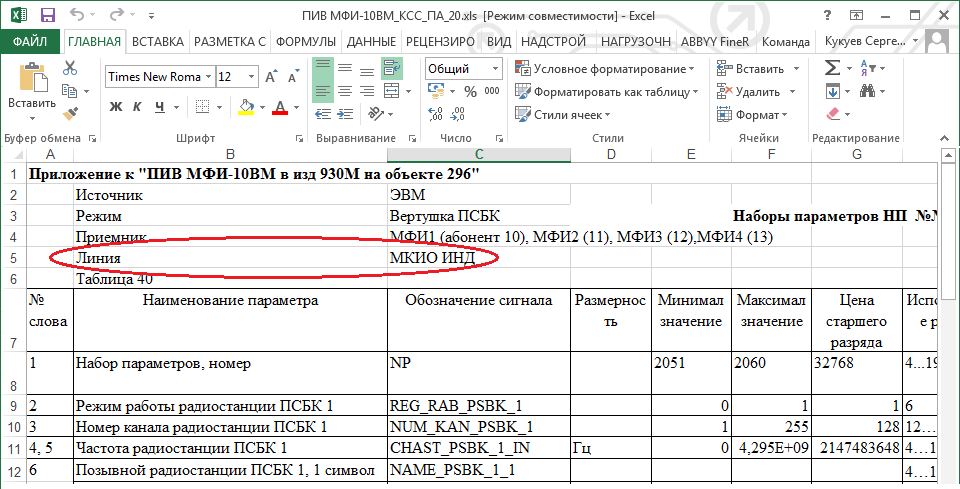 ПИВ МФИ-10ВМ_КСС_ПА_20.xls [Режим совместимости] - Excel
ФАЙЛ ГЛАВНАЯ ВСТАВКА РАЗМЕТКА С ФОРМУЛЫ ДАННЫЕ РЕЦЕНЗИРО ВИД НАДСТРОЙ НАГРУЗОЧН ABBYY FineR Команда Кукуев Серге...
Вставить
Times New Roma 12
Ж К Ч
Общий
% 000
Условное форматирование
Форматировать как таблицу
Стили ячеек
Вставить
Удалить
Формат
Буфер обмена Шрифт Выравнивание Число Стили Ячейки Редактирование
A B C D E F G H
1 Приложение к "ПИВ МФИ-10ВМ в изд 930М на объекте 296"
2 Источник ЭВМ
3 Режим Вертушка ПСБК Наборы параметров НП
4 Приемник МФИ1 (абонент 10), МФИ2 (11), МФИ3 (12),МФИ4 (13)
5 Линия МКИО ИНД
6 Таблица 40
7 № слова Наименование параметра Обозначение сигнала Размерность Минимал значение Максимал значение Цена старшего разряда Испо е р
8 1 Набор параметров, номер NP 2051 2060 32768 4...19
9 2 Режим работы радиостанции ПСБК 1 REG_RAB_PSBK_1 0 1 1 6
10 3 Номер канала радиостанции ПСБК 1 NUM_KAN_PSBK_1 1 255 128 12...
11 4, 5 Частота радиостанции ПСБК 1 CHAST_PSBK_1_IN Гц 0 4,295E+09 2147483648 4...1
12 6 Позывной радиостанции ПСБК 1, 1 символ NAME_PSBK_1_1 4...1